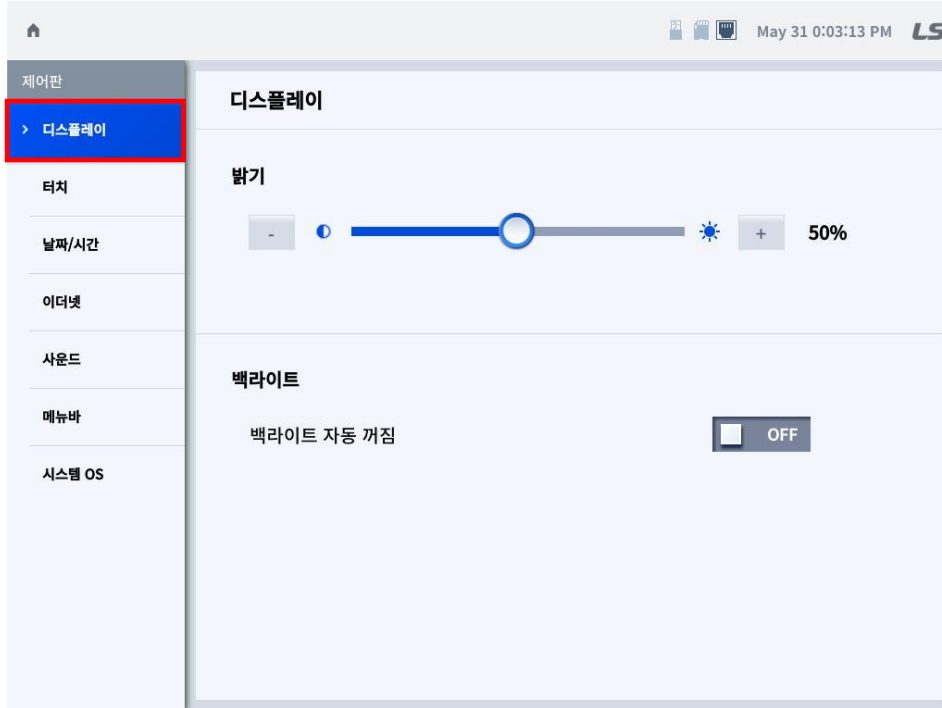 May 31 0:03:13 PM LS
제어판
디스플레이
터치
날짜/시간
이더넷
사운드
메뉴바
시스템 OS
디스플레이
밝기
- + 50%
백라이트
백라이트 자동 꺼짐 OFF